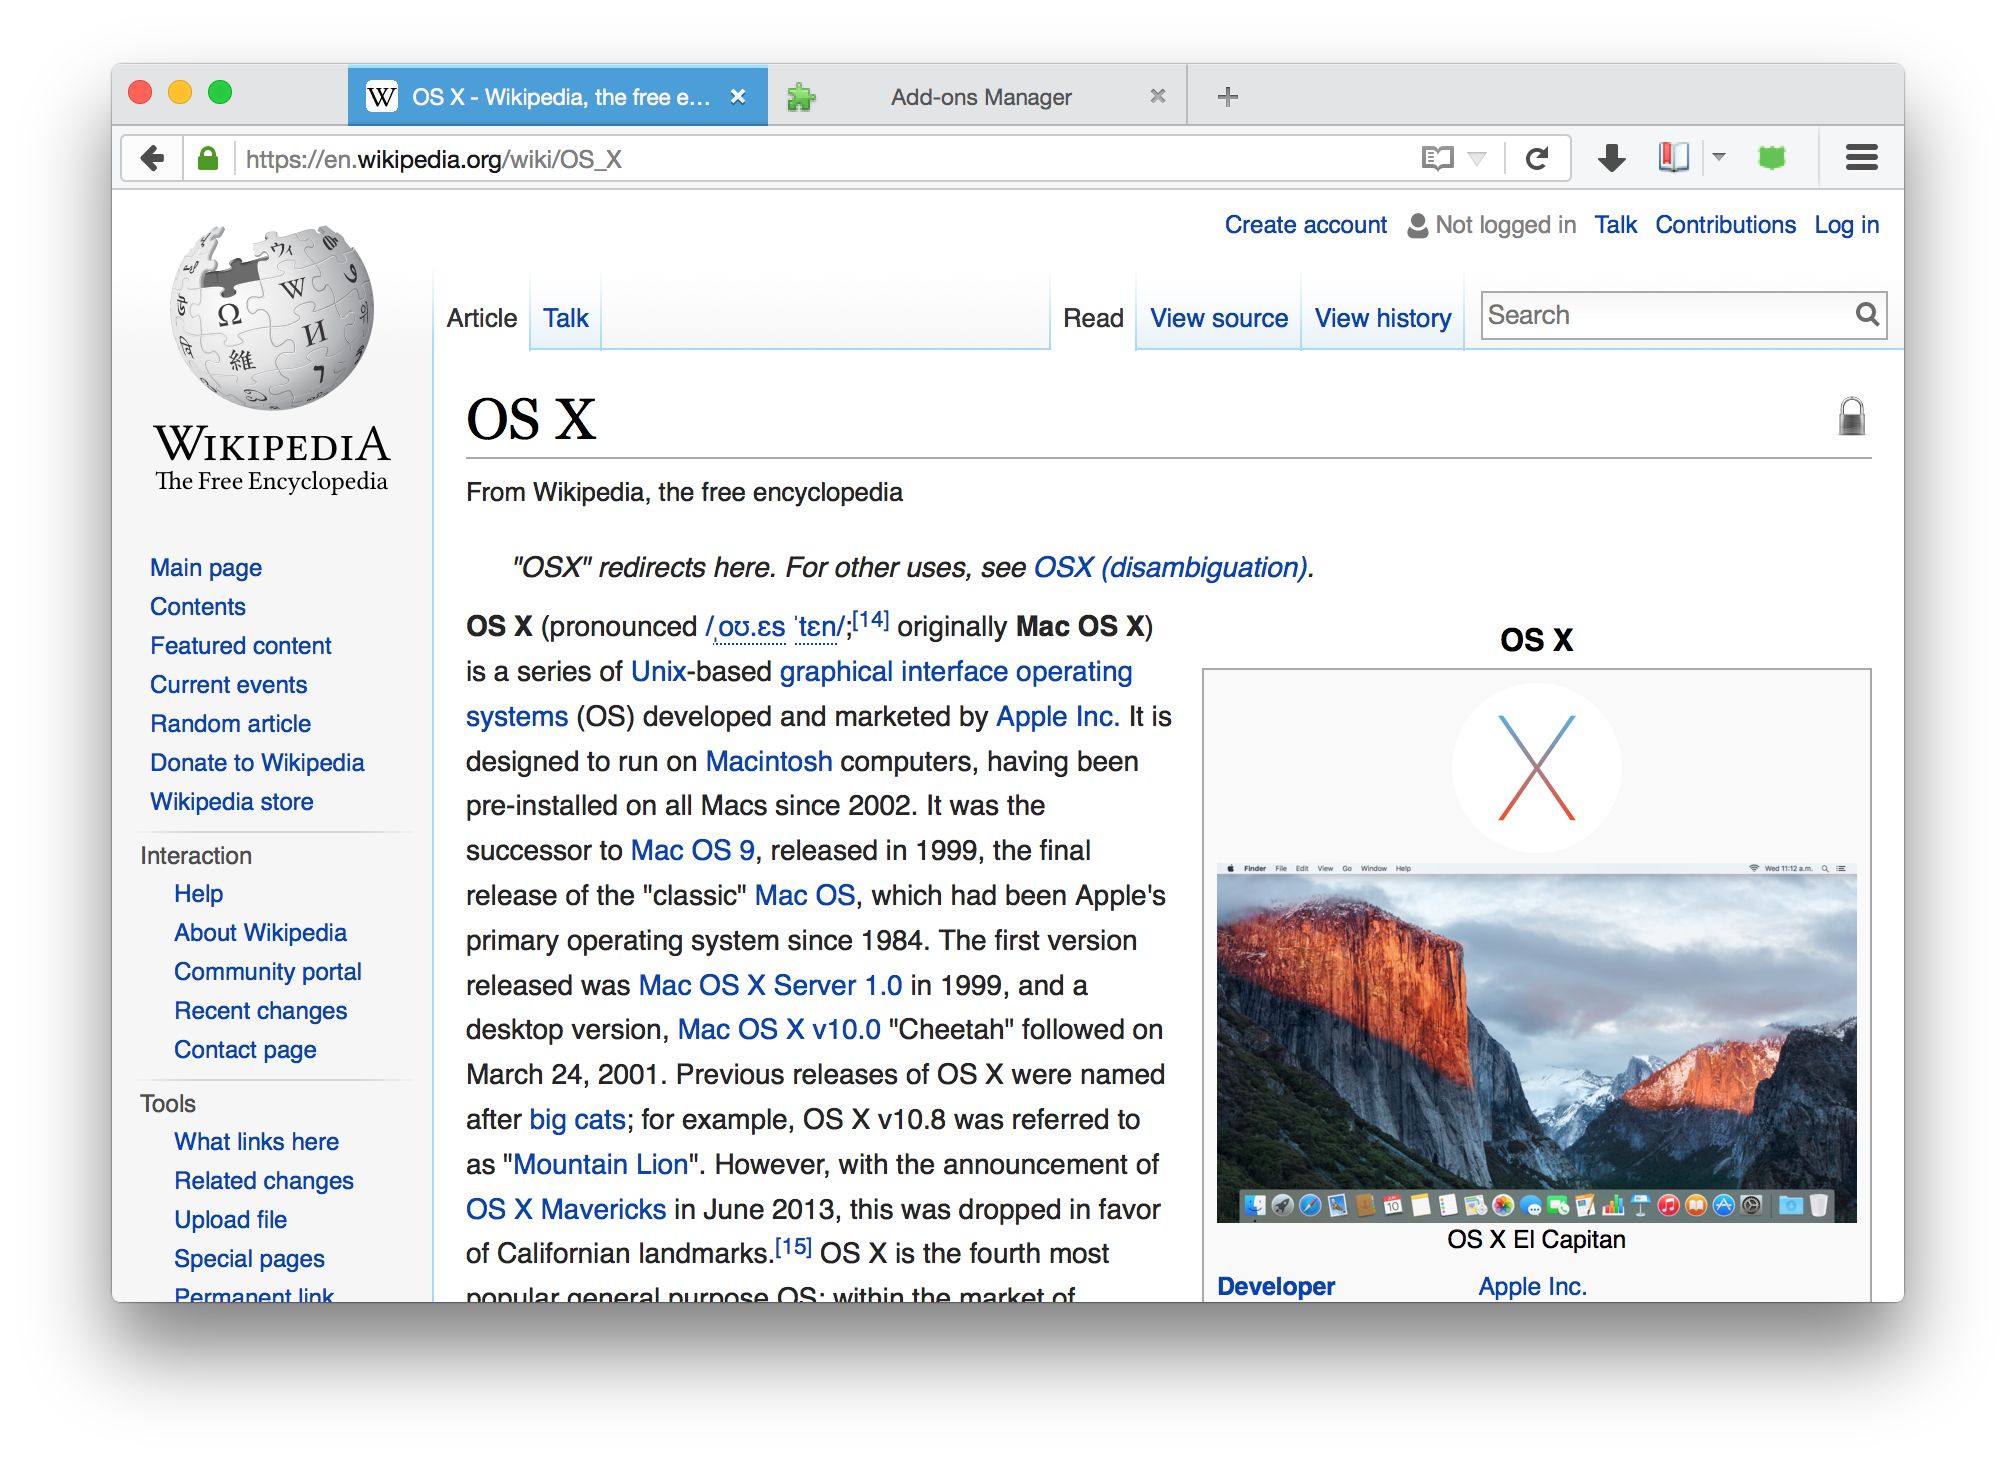 OS X - Wikipedia, the free e...
Add-ons Manager
https://en.wikipedia.org/wiki/OS_X
Create account Not logged in Talk Contributions Log in
Article Talk Read View source View history Search
WIKIPEDIA
The Free Encyclopedia
Main page
Contents
Featured content
Current events
Random article
Donate to Wikipedia
Wikipedia store
Interaction
Help
About Wikipedia
Community portal
Recent changes
Contact page
Tools
What links here
Related changes
Upload file
Special pages
Permanent link
OS X
From Wikipedia, the free encyclopedia
"OSX" redirects here. For other uses, see OSX (disambiguation).
OS X (pronounced /ˌoʊ.ɛs ˈtɛn/;[14] originally Mac OS X)
is a series of Unix-based graphical interface operating
systems (OS) developed and marketed by Apple Inc. It is
designed to run on Macintosh computers, having been
pre-installed on all Macs since 2002. It was the
successor to Mac OS 9, released in 1999, the final
release of the "classic" Mac OS, which had been Apple's
primary operating system since 1984. The first version
released was Mac OS X Server 1.0 in 1999, and a
desktop version, Mac OS X v10.0 "Cheetah" followed on
March 24, 2001. Previous releases of OS X were named
after big cats; for example, OS X v10.8 was referred to
as "Mountain Lion". However, with the announcement of
OS X Mavericks in June 2013, this was dropped in favor
of Californian landmarks.[15] OS X is the fourth most
popular general purpose OS; within the market of
OS X
Finder File Edit View Go Window Help Wed 11:12 a.m.
10
OS X El Capitan
Developer Apple Inc.